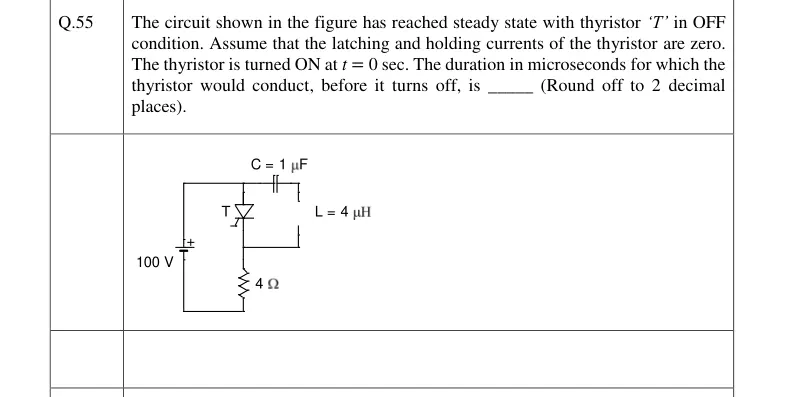 Q.55 The circuit shown in the figure has reached steady state with thyristor ‘T’ in OFF
condition. Assume that the latching and holding currents of the thyristor are zero.
The thyristor is turned ON at t = 0 sec. The duration in microseconds for which the
thyristor would conduct, before it turns off, is _____ (Round off to 2 decimal
places).
C = 1 μF
T
L = 4 μH
+
100 V
4 Ω